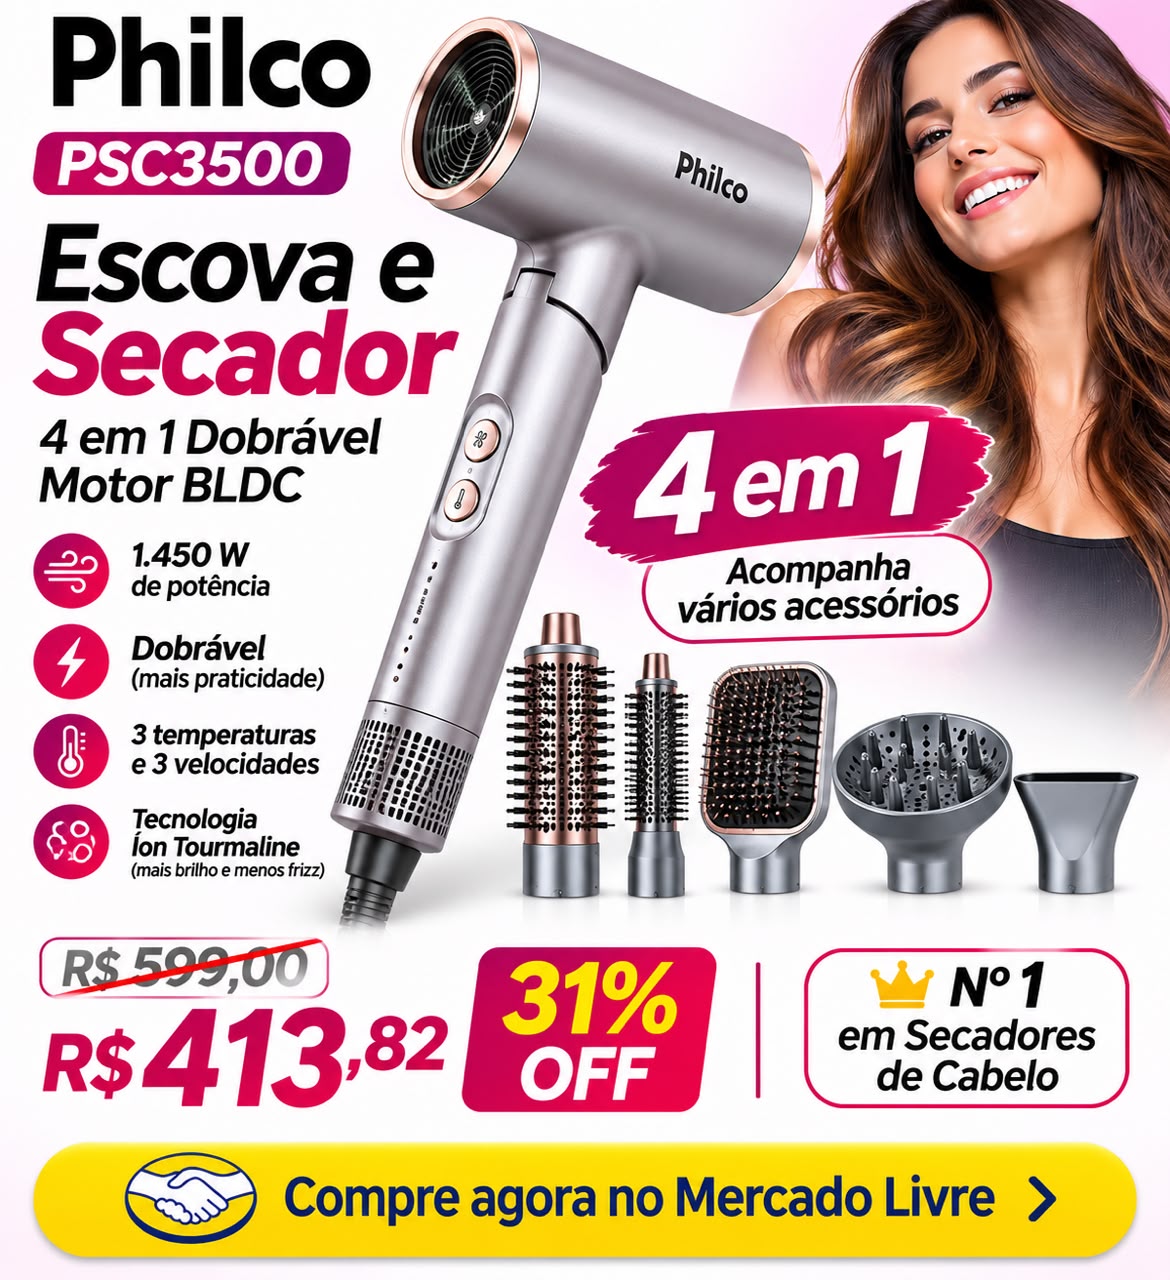 Philco
PSC3500
Escova e
Secador
4 em 1 Dobrável
Motor BLDC
1.450 W
de potência
Dobrável
(mais praticidade)
3 temperaturas
e 3 velocidades
Tecnologia
Íon Tourmaline
(mais brilho e menos frizz)
Philco
4 em 1
Acompanha
vários acessórios
R$ 599,00
R$ 413,82
31%
OFF
Nº 1
em Secadores
de Cabelo
Compre agora no Mercado Livre